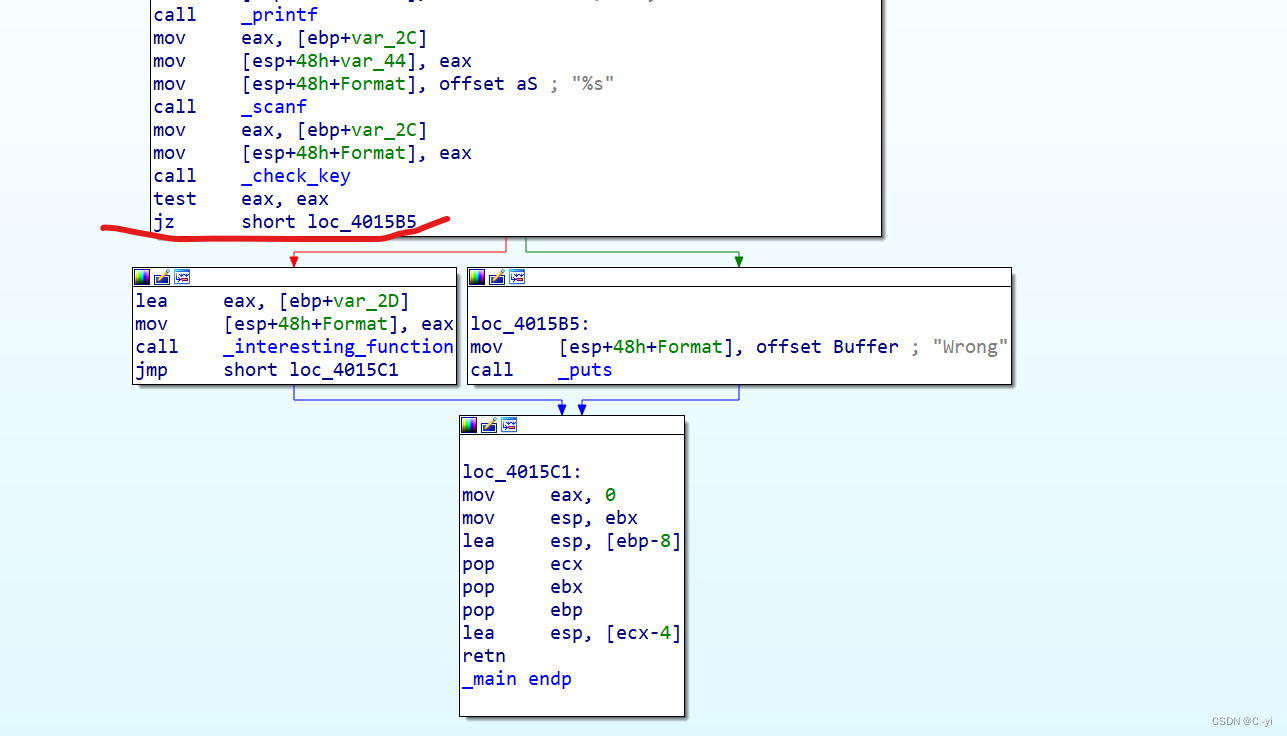 call    _printf
mov     eax, [ebp+var_2C]
mov     [esp+48h+var_44], eax
mov     [esp+48h+Format], offset aS ; "%s"
call    _scanf
mov     eax, [ebp+var_2C]
mov     [esp+48h+Format], eax
call    _check_key
test    eax, eax
jz      short loc_4015B5
lea     eax, [ebp+var_2D]
mov     [esp+48h+Format], eax
call    _interesting_function
jmp     short loc_4015C1
loc_4015B5:
mov     [esp+48h+Format], offset Buffer ; "Wrong"
call    _puts
loc_4015C1:
mov     eax, 0
mov     esp, ebx
lea     esp, [ebp-8]
pop     ecx
pop     ebx
pop     ebp
lea     esp, [ecx-4]
retn
_main endp
CSDN @C-yi